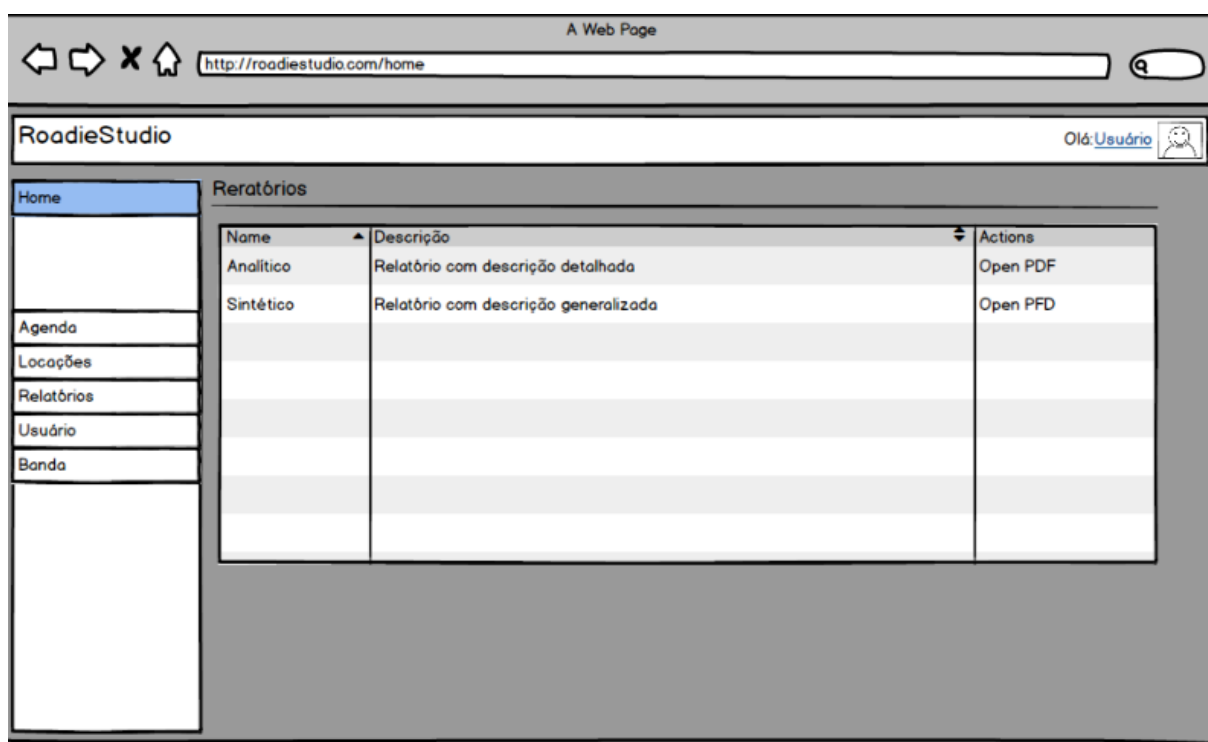 A Web Page
http://roadiestudio.com/home
RoadieStudio
Olá:Usuário
Home
Agenda
Locações
Relatórios
Usuário
Banda
Reratórios
Name Descrição Actions
Analítico Relatório com descrição detalhada Open PDF
Sintético Relatório com descrição generalizada Open PFD